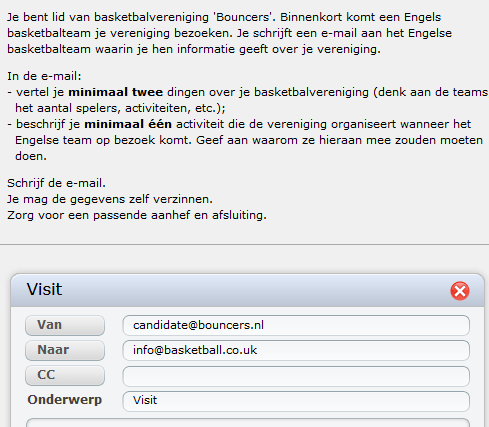 Je bent lid van basketbalvereniging 'Bouncers'. Binnenkort komt een Engels
basketbalteam je vereniging bezoeken. Je schrijft een e-mail aan het Engelse
basketbalteam waarin je hen informatie geeft over je vereniging.
In de e-mail:
- vertel je minimaal twee dingen over je basketbalvereniging (denk aan de teams
het aantal spelers, activiteiten, etc.);
- beschrijf je minimaal één activiteit die de vereniging organiseert wanneer het
Engelse team op bezoek komt. Geef aan waarom ze hieraan mee zouden moeten
doen.
Schrijf de e-mail.
Je mag de gegevens zelf verzinnen.
Zorg voor een passende aanhef en afsluiting.
Visit
Van candidate@bouncers.nl
Naar info@basketball.co.uk
CC
Onderwerp Visit